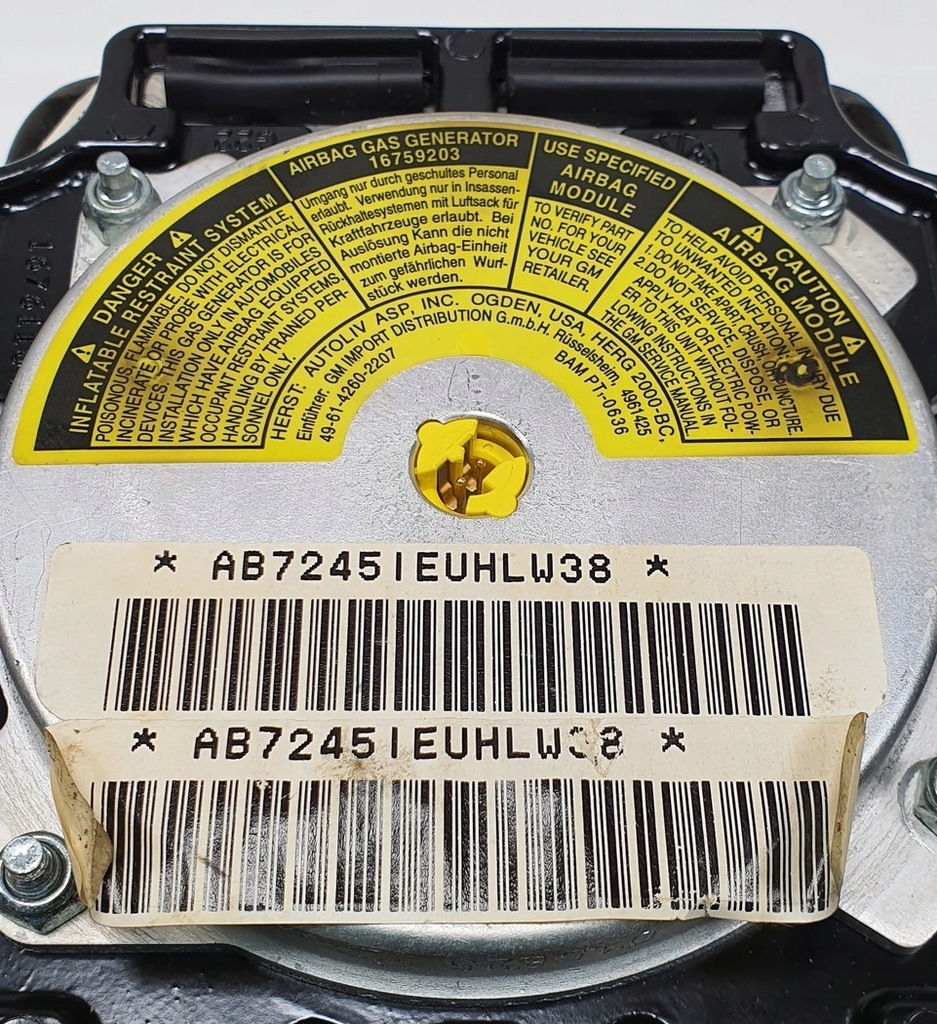 DANGER
INFLATABLE RESTRAINT SYSTEM
POISONOUS, FLAMMABLE, DO NOT DISMANTLE,
INCINERATE OR PROBE WITH ELECTRICAL
DEVICES. THIS GAS GENERATOR IS FOR
INSTALLATION ONLY IN AUTOMOBILES
WHICH HAVE AIRBAG EQUIPPED
OCCUPANT RESTRAINT SYSTEMS
HANDLING BY TRAINED PER-
SONNEL ONLY.
AIRBAG GAS GENERATOR
16759203
Umgang nur durch geschultes Personal
erlaubt. Verwendung nur in Insassen-
Rückhaltesystemen mit Luftsack für
Kraftfahrzeuge erlaubt. Bei
Auslösung Kann die nicht
montierte Airbag-Einheit
zum gefährlichen Wurf-
stück werden.
USE SPECIFIED
AIRBAG
MODULE
TO VERIFY PART
NO. FOR YOUR
VEHICLE SEE
YOUR GM
RETAILER.
CAUTION
AIRBAG MODULE
TO HELP AVOID PERSONAL INJURY DUE
TO UNWANTED INFLATION:
1. DO NOT TAKE APART, CRUSH, OR PUNCTURE.
2. DO NOT SERVICE, DISPOSE, OR
APPLY HEAT OR ELECTRIC POW-
ER TO THIS UNIT WITHOUT FOL-
LOWING INSTRUCTIONS IN
THE GM SERVICE MANUAL.
HERST: AUTOLIV ASP, INC. OGDEN, USA, HERG 2000-BC,
Einführer: GM IMPORT DISTRIBUTION G.m.b.H. Rüsselsheim, 4961425
49-61-4260-2207
BAM PT-0636
* AB7245IEUHLW38 *
* AB7245IEUHLW38 *